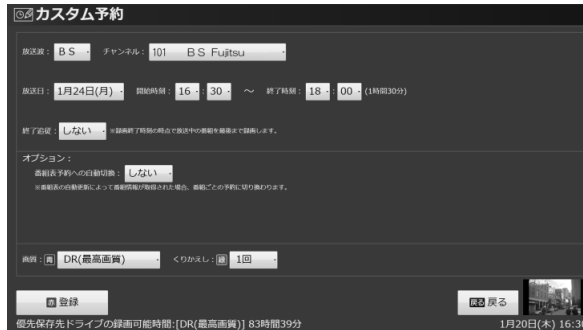 カスタム予約
放送波： BS チャンネル： 101 BS Fujitsu
放送日： 1月24日(月) 開始時刻： 16 ： 30 ～ 終了時刻： 18 ： 00 (1時間30分)
終了追従： しない ※録画終了時刻の時点で放送中の番組を最後まで録画します。
オプション：
番組表予約への自動切換： しない
※番組表の自動更新によって番組情報が取得された場合、番組ごとの予約に切り換わります。
画質： 青 DR(最高画質) くりかえし： 緑 1回
赤 登録 戻る 戻る
優先保存先ドライブの録画可能時間:[DR(最高画質)] 83時間39分 1月20日(木) 16:30